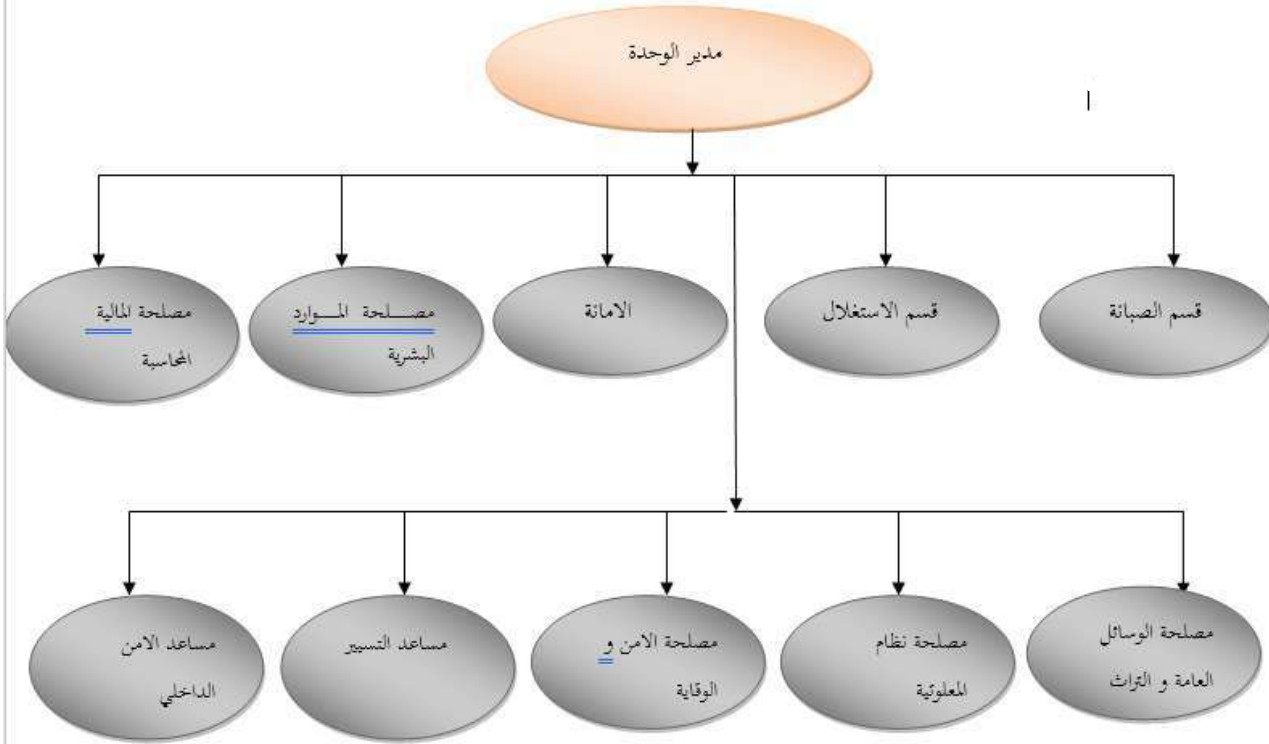 مدير الوحدة
قسم الصبانة
قسم الاستغلال
الامانة
مصلحة الموارد
البشرية
مصلحة المالية
المحاسبة
مصلحة الوسائل
العامة و التراث
مصلحة نظام
المعلوتية
مصلحة الامن و
الوقاية
مساعد التسيير
مساعد الامن
الداخلي